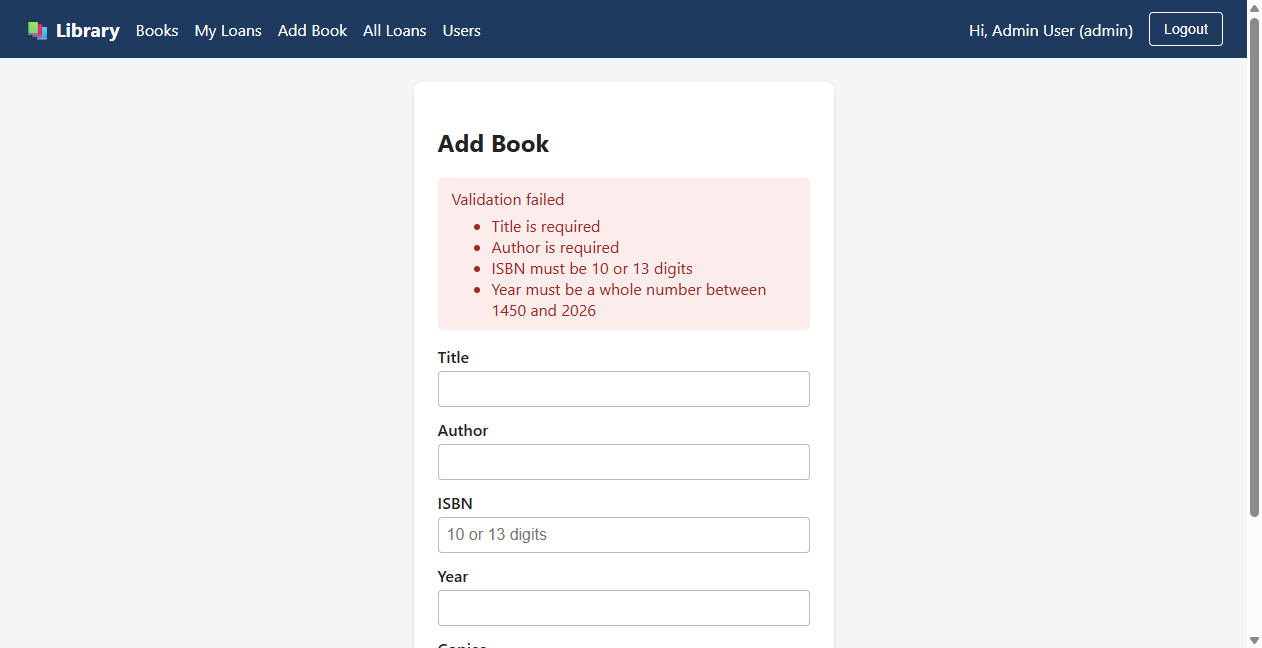 Library Books My Loans Add Book All Loans Users Hi, Admin User (admin) Logout
Add Book
Validation failed
Title is required
Author is required
ISBN must be 10 or 13 digits
Year must be a whole number between
1450 and 2026
Title
Author
ISBN
10 or 13 digits
Year
Copies